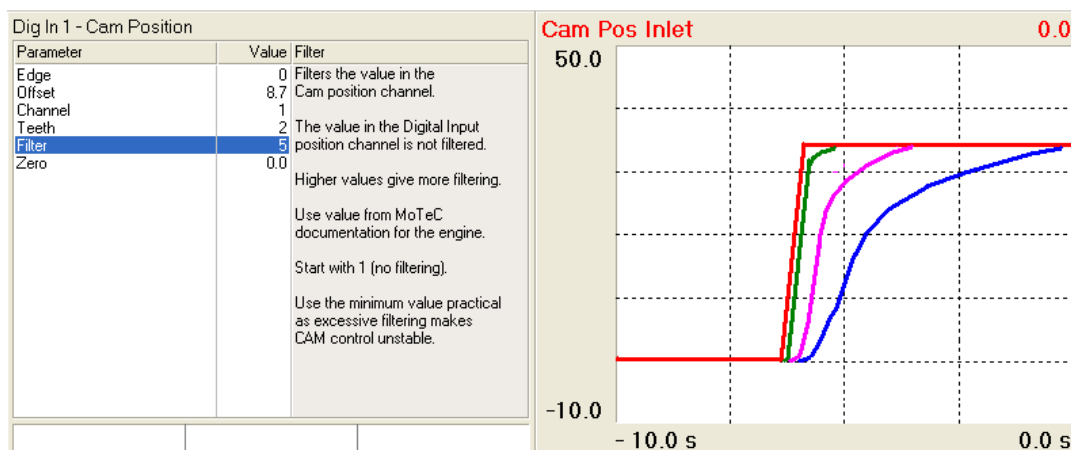 Dig In 1 - Cam Position
Parameter Value Filter
Edge 0
Offset 8.7
Channel 1
Teeth 2
Filter 5
Zero 0.0
Filters the value in the
Cam position channel.
The value in the Digital Input
position channel is not filtered.
Higher values give more filtering.
Use value from MoTeC
documentation for the engine.
Start with 1 (no filtering).
Use the minimum value practical
as excessive filtering makes
CAM control unstable.
Cam Pos Inlet 0.0
50.0
-10.0
- 10.0 s 0.0 s